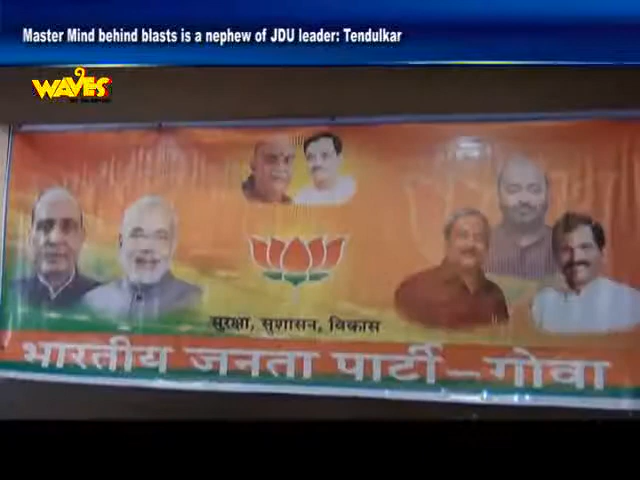 Master Mind behind blasts is a nephew of JDU leader: Tendulkar
WAVES
सुरक्षा, सुशासन, विकास
भारतीय जनता पार्टी - गोवा